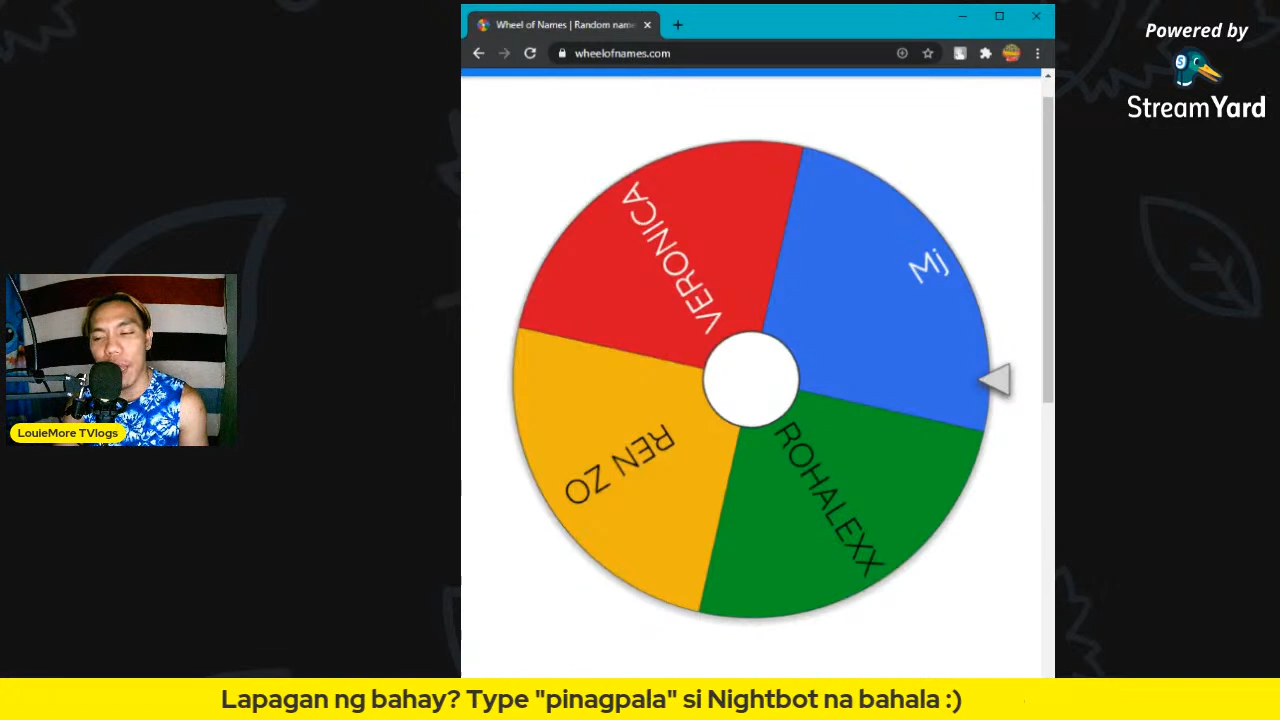 Wheel of Names | Random name
wheelofnames.com
Powered by
StreamYard
VERONICA
Mj
REN ZO
ROHALEXX
LouieMore TVlogs
Lapagan ng bahay? Type "pinagpala" si Nightbot na bahala :)